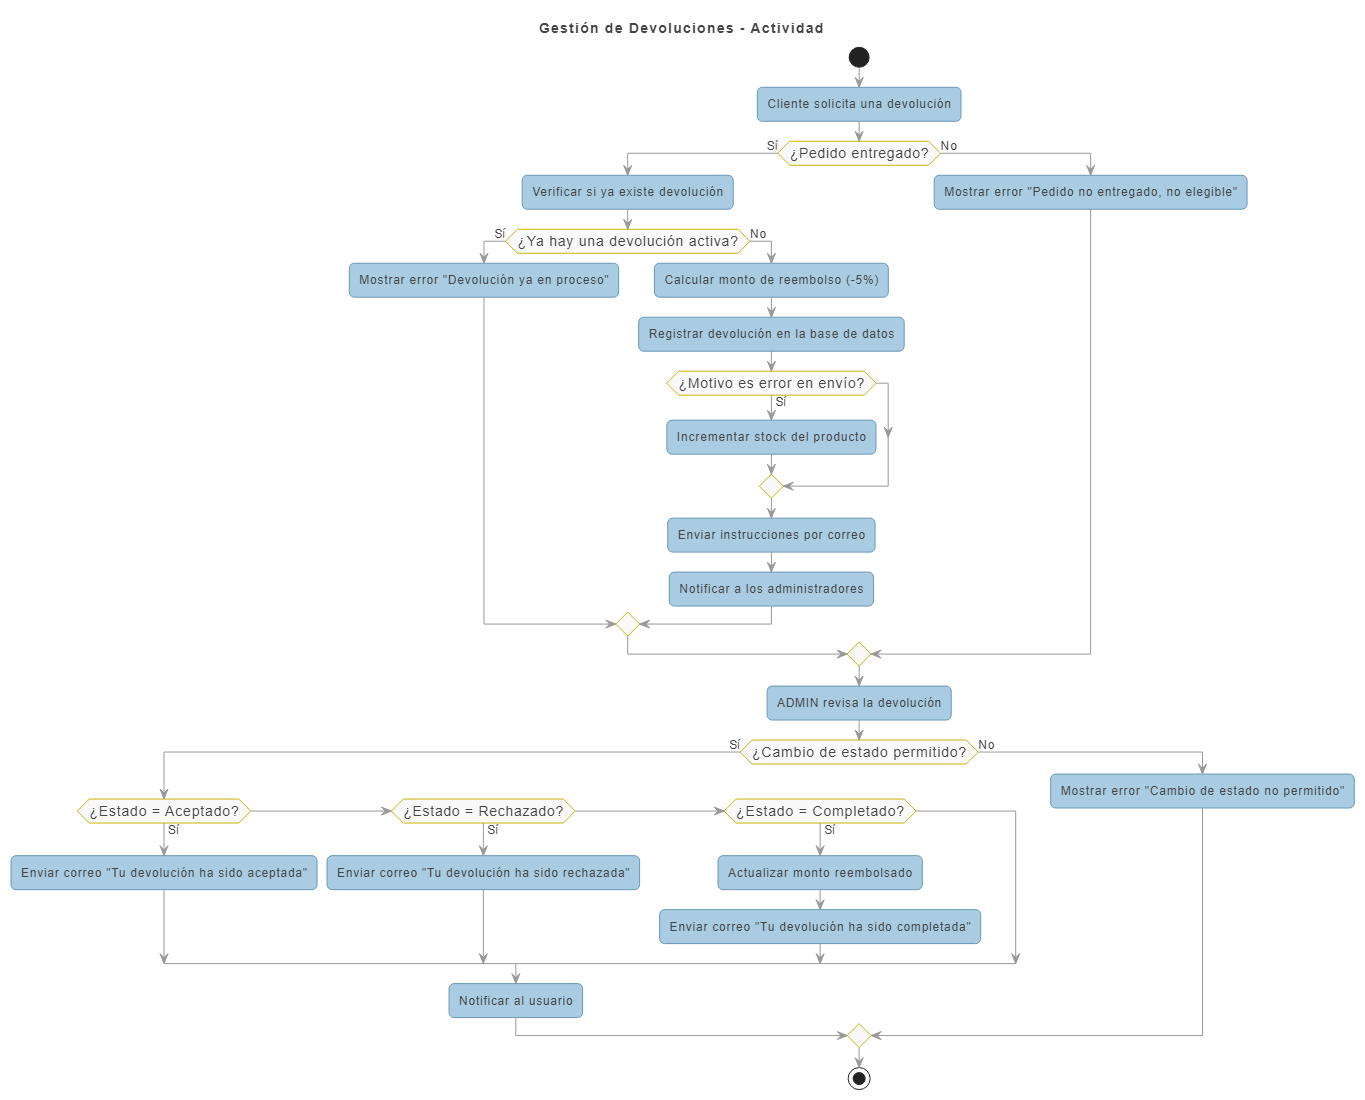 Gestión de Devoluciones - Actividad
Cliente solicita una devolución
Sí
¿Pedido entregado?
No
Verificar si ya existe devolución
Mostrar error "Pedido no entregado, no elegible"
Sí
¿Ya hay una devolución activa?
No
Mostrar error "Devolución ya en proceso"
Calcular monto de reembolso (-5%)
Registrar devolución en la base de datos
¿Motivo es error en envío?
Sí
Incrementar stock del producto
Enviar instrucciones por correo
Notificar a los administradores
ADMIN revisa la devolución
Sí
¿Cambio de estado permitido?
No
Mostrar error "Cambio de estado no permitido"
¿Estado = Aceptado?
¿Estado = Rechazado?
¿Estado = Completado?
Sí
Sí
Sí
Enviar correo "Tu devolución ha sido aceptada"
Enviar correo "Tu devolución ha sido rechazada"
Actualizar monto reembolsado
Enviar correo "Tu devolución ha sido completada"
Notificar al usuario